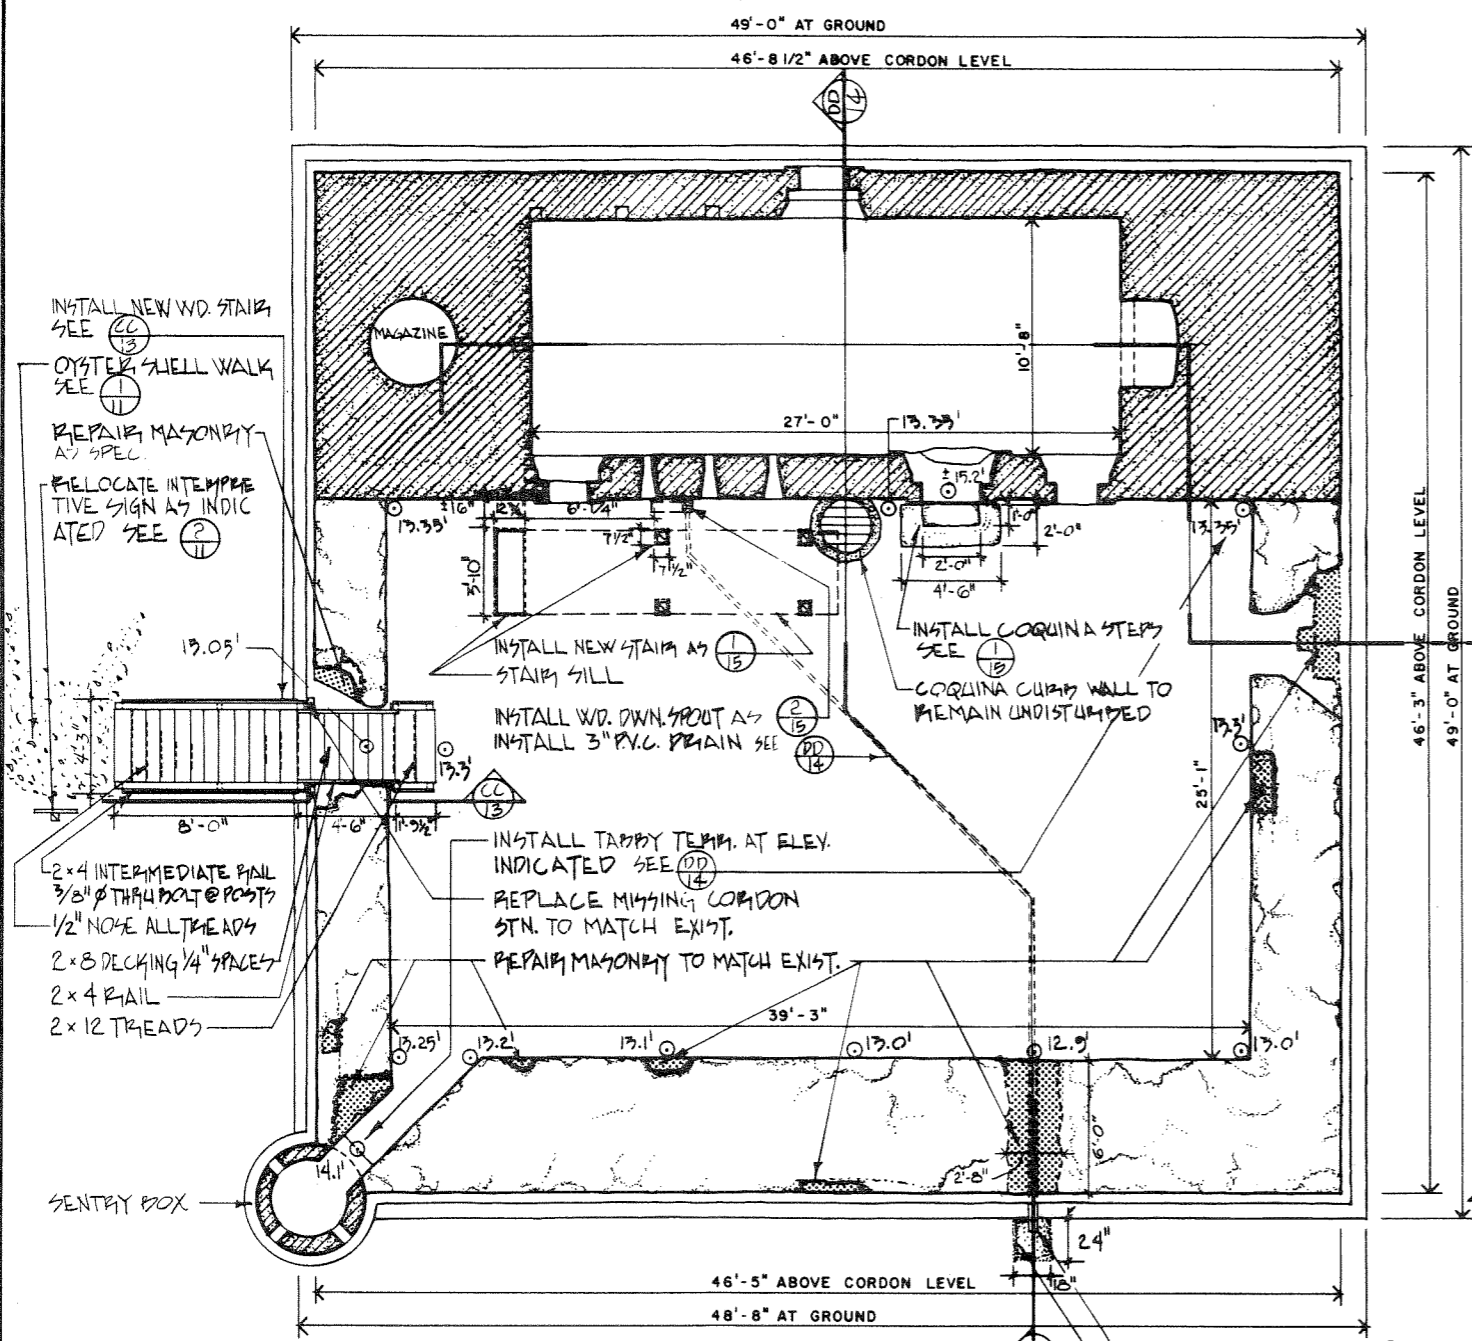 49'-0" AT GROUND
46'-8 1/2" ABOVE CORDON LEVEL
DD
14
MAGAZINE
INSTALL NEW WD. STAIR
SEE CC
13
OYSTER SHELL WALK
SEE 1
11
REPAIR MASONRY
AS SPEC.
RELOCATE INTERPRE
TIVE SIGN AS INDIC
ATED SEE 2
11
10'-8"
27'-0"
13.33'
±15.2'
13.35'
±16"
12¾"
6'-1¼"
7 1/2"
7 1/2"
3'-10"
1'-0"
2'-0"
2'-0"
4'-6"
13.35'
INSTALL NEW STAIR AS 1
15
STAIR SILL
INSTALL COQUINA STEPS
SEE 1
15
COQUINA CURB WALL TO
REMAIN UNDISTURBED
INSTALL WD. DWN. SPOUT AS 2
15
INSTALL 3" P.V.C. DRAIN SEE DD
14
13.05'
4'-3"
13.3'
CC
13
8'-0"
4'-6"
1'-9½"
13.3'
25'-1"
46'-3" ABOVE CORDON LEVEL
49'-0" AT GROUND
2×4 INTERMEDIATE RAIL
3/8" Ø THRU BOLT @ POSTS
1/2" NOSE ALL TREADS
2×8 DECKING 1/4" SPACES
2×4 RAIL
2×12 TREADS
INSTALL TABBY TERR. AT ELEV.
INDICATED SEE DD
14
REPLACE MISSING CORDON
STN. TO MATCH EXIST.
REPAIR MASONRY TO MATCH EXIST.
39'-3"
13.25'
13.2'
13.1'
13.0'
12.9'
13.0'
14.1'
2'-8"
6'-0"
SENTRY BOX
24"
18"
46'-5" ABOVE CORDON LEVEL
48'-8" AT GROUND